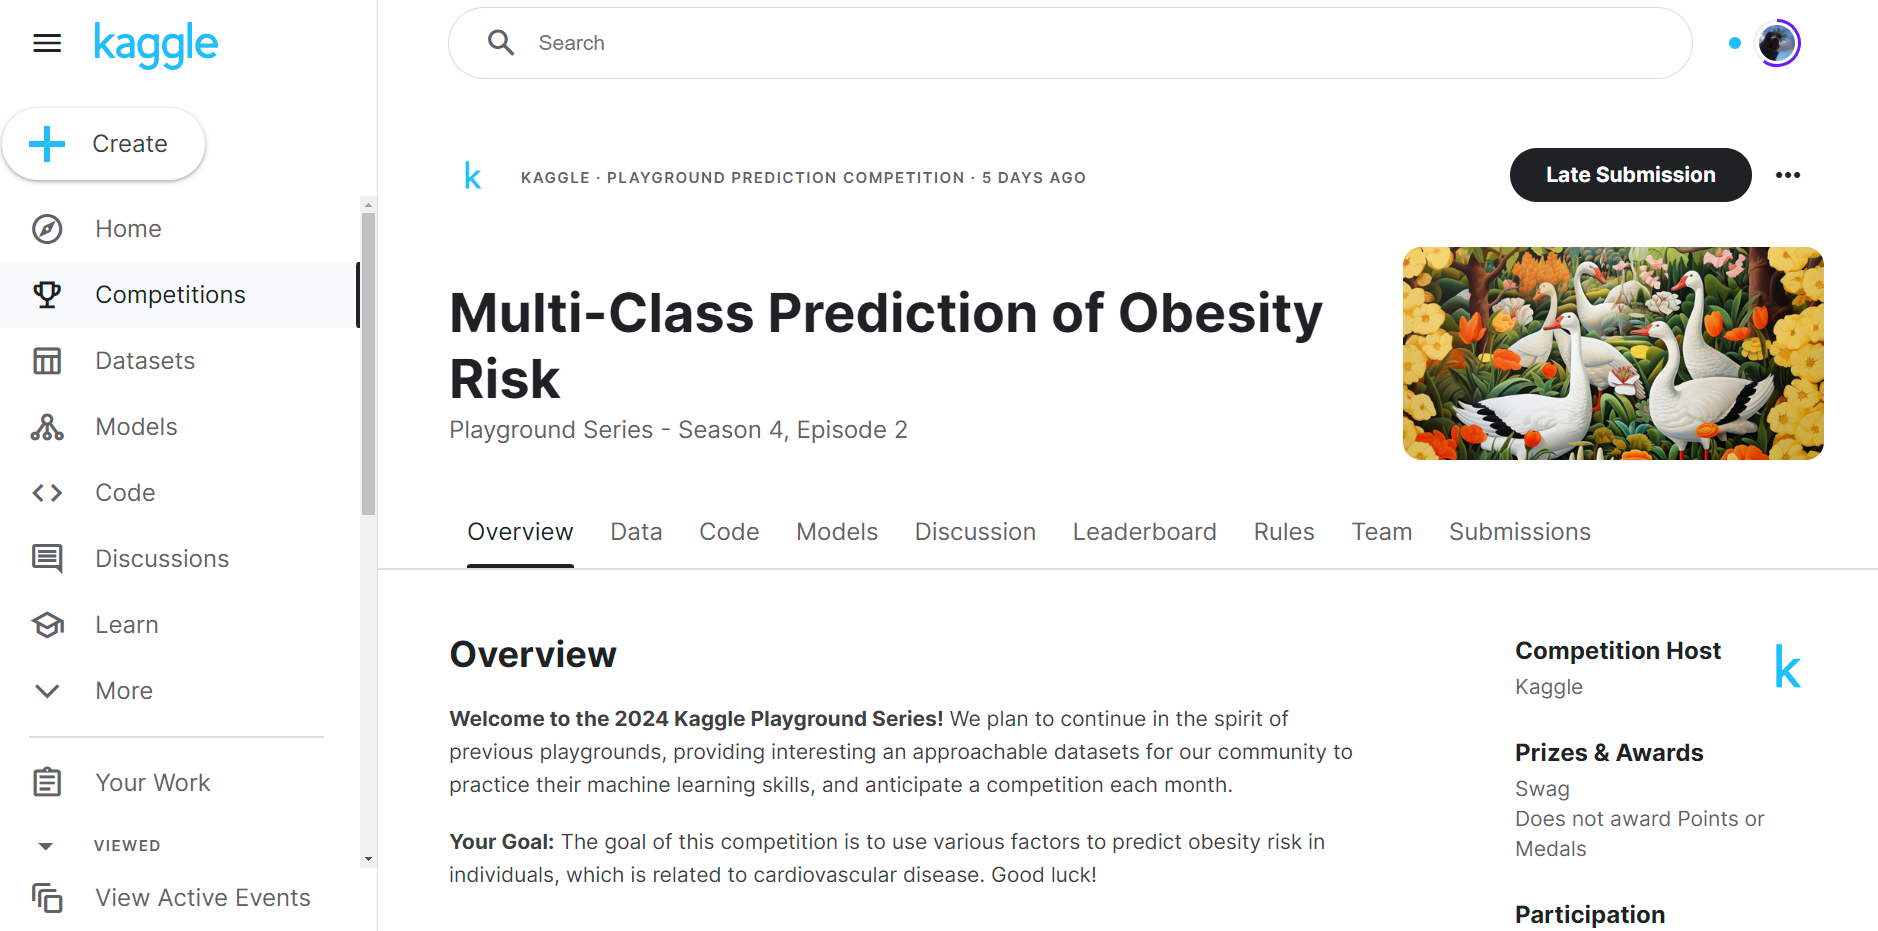 kaggle
Search
Create
Home
Competitions
Datasets
Models
Code
Discussions
Learn
More
Your Work
VIEWED
View Active Events
k
KAGGLE · PLAYGROUND PREDICTION COMPETITION · 5 DAYS AGO
Late Submission
Multi-Class Prediction of Obesity
Risk
Playground Series - Season 4, Episode 2
Overview Data Code Models Discussion Leaderboard Rules Team Submissions
Overview
Welcome to the 2024 Kaggle Playground Series! We plan to continue in the spirit of
previous playgrounds, providing interesting an approachable datasets for our community to
practice their machine learning skills, and anticipate a competition each month.
Your Goal: The goal of this competition is to use various factors to predict obesity risk in
individuals, which is related to cardiovascular disease. Good luck!
Competition Host
Kaggle
k
Prizes & Awards
Swag
Does not award Points or
Medals
Participation